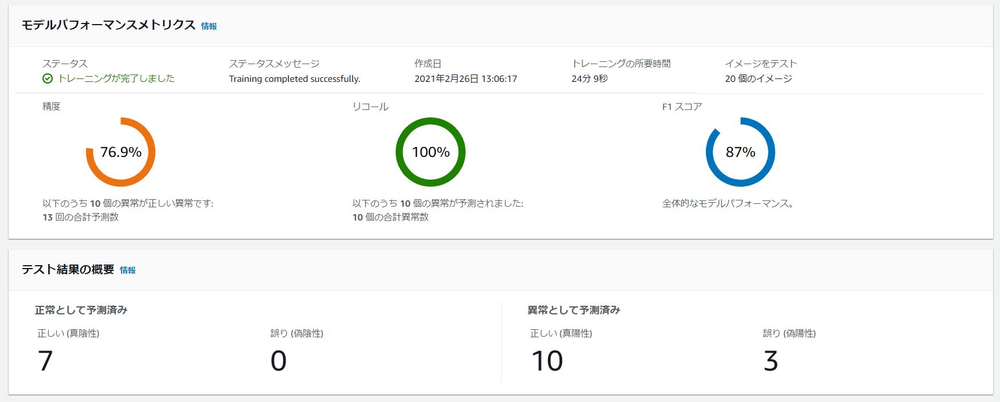 モデルパフォーマンスメトリクス 情報
ステータス
トレーニングが完了しました
ステータスメッセージ
Training completed successfully.
作成日
2021年2月26日 13:06:17
トレーニングの所要時間
24分 9秒
イメージをテスト
20 個のイメージ
精度
76.9%
以下のうち 10 個の異常が正しい異常です:
13 回の合計予測数
リコール
100%
以下のうち 10 個の異常が予測されました:
10 個の合計異常数
F1 スコア
87%
全体的なモデルパフォーマンス。
テスト結果の概要 情報
正常として予測済み
正しい (真陰性)
7
誤り (偽陰性)
0
異常として予測済み
正しい (真陽性)
10
誤り (偽陽性)
3